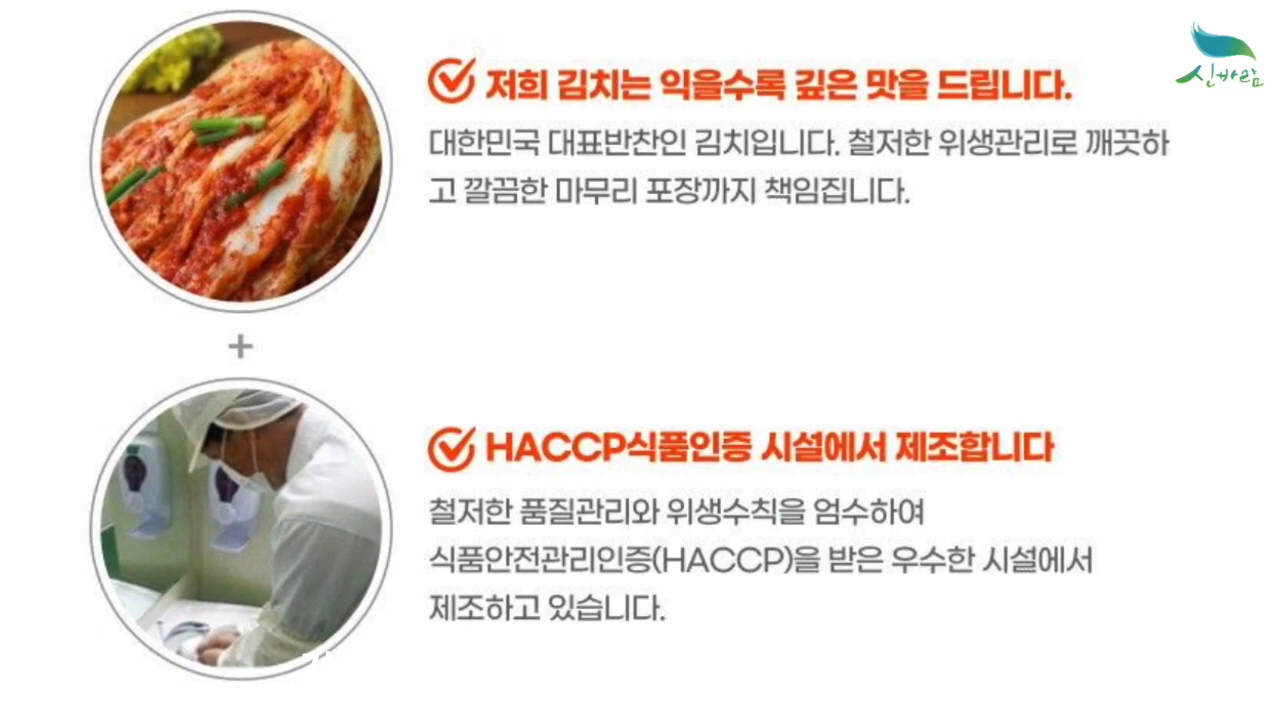 신바람
저희 김치는 익을수록 깊은 맛을 드립니다.
대한민국 대표반찬인 김치입니다. 철저한 위생관리로 깨끗하
고 깔끔한 마무리 포장까지 책임집니다.
+
HACCP식품인증 시설에서 제조합니다
철저한 품질관리와 위생수칙을 엄수하여
식품안전관리인증(HACCP)을 받은 우수한 시설에서
제조하고 있습니다.